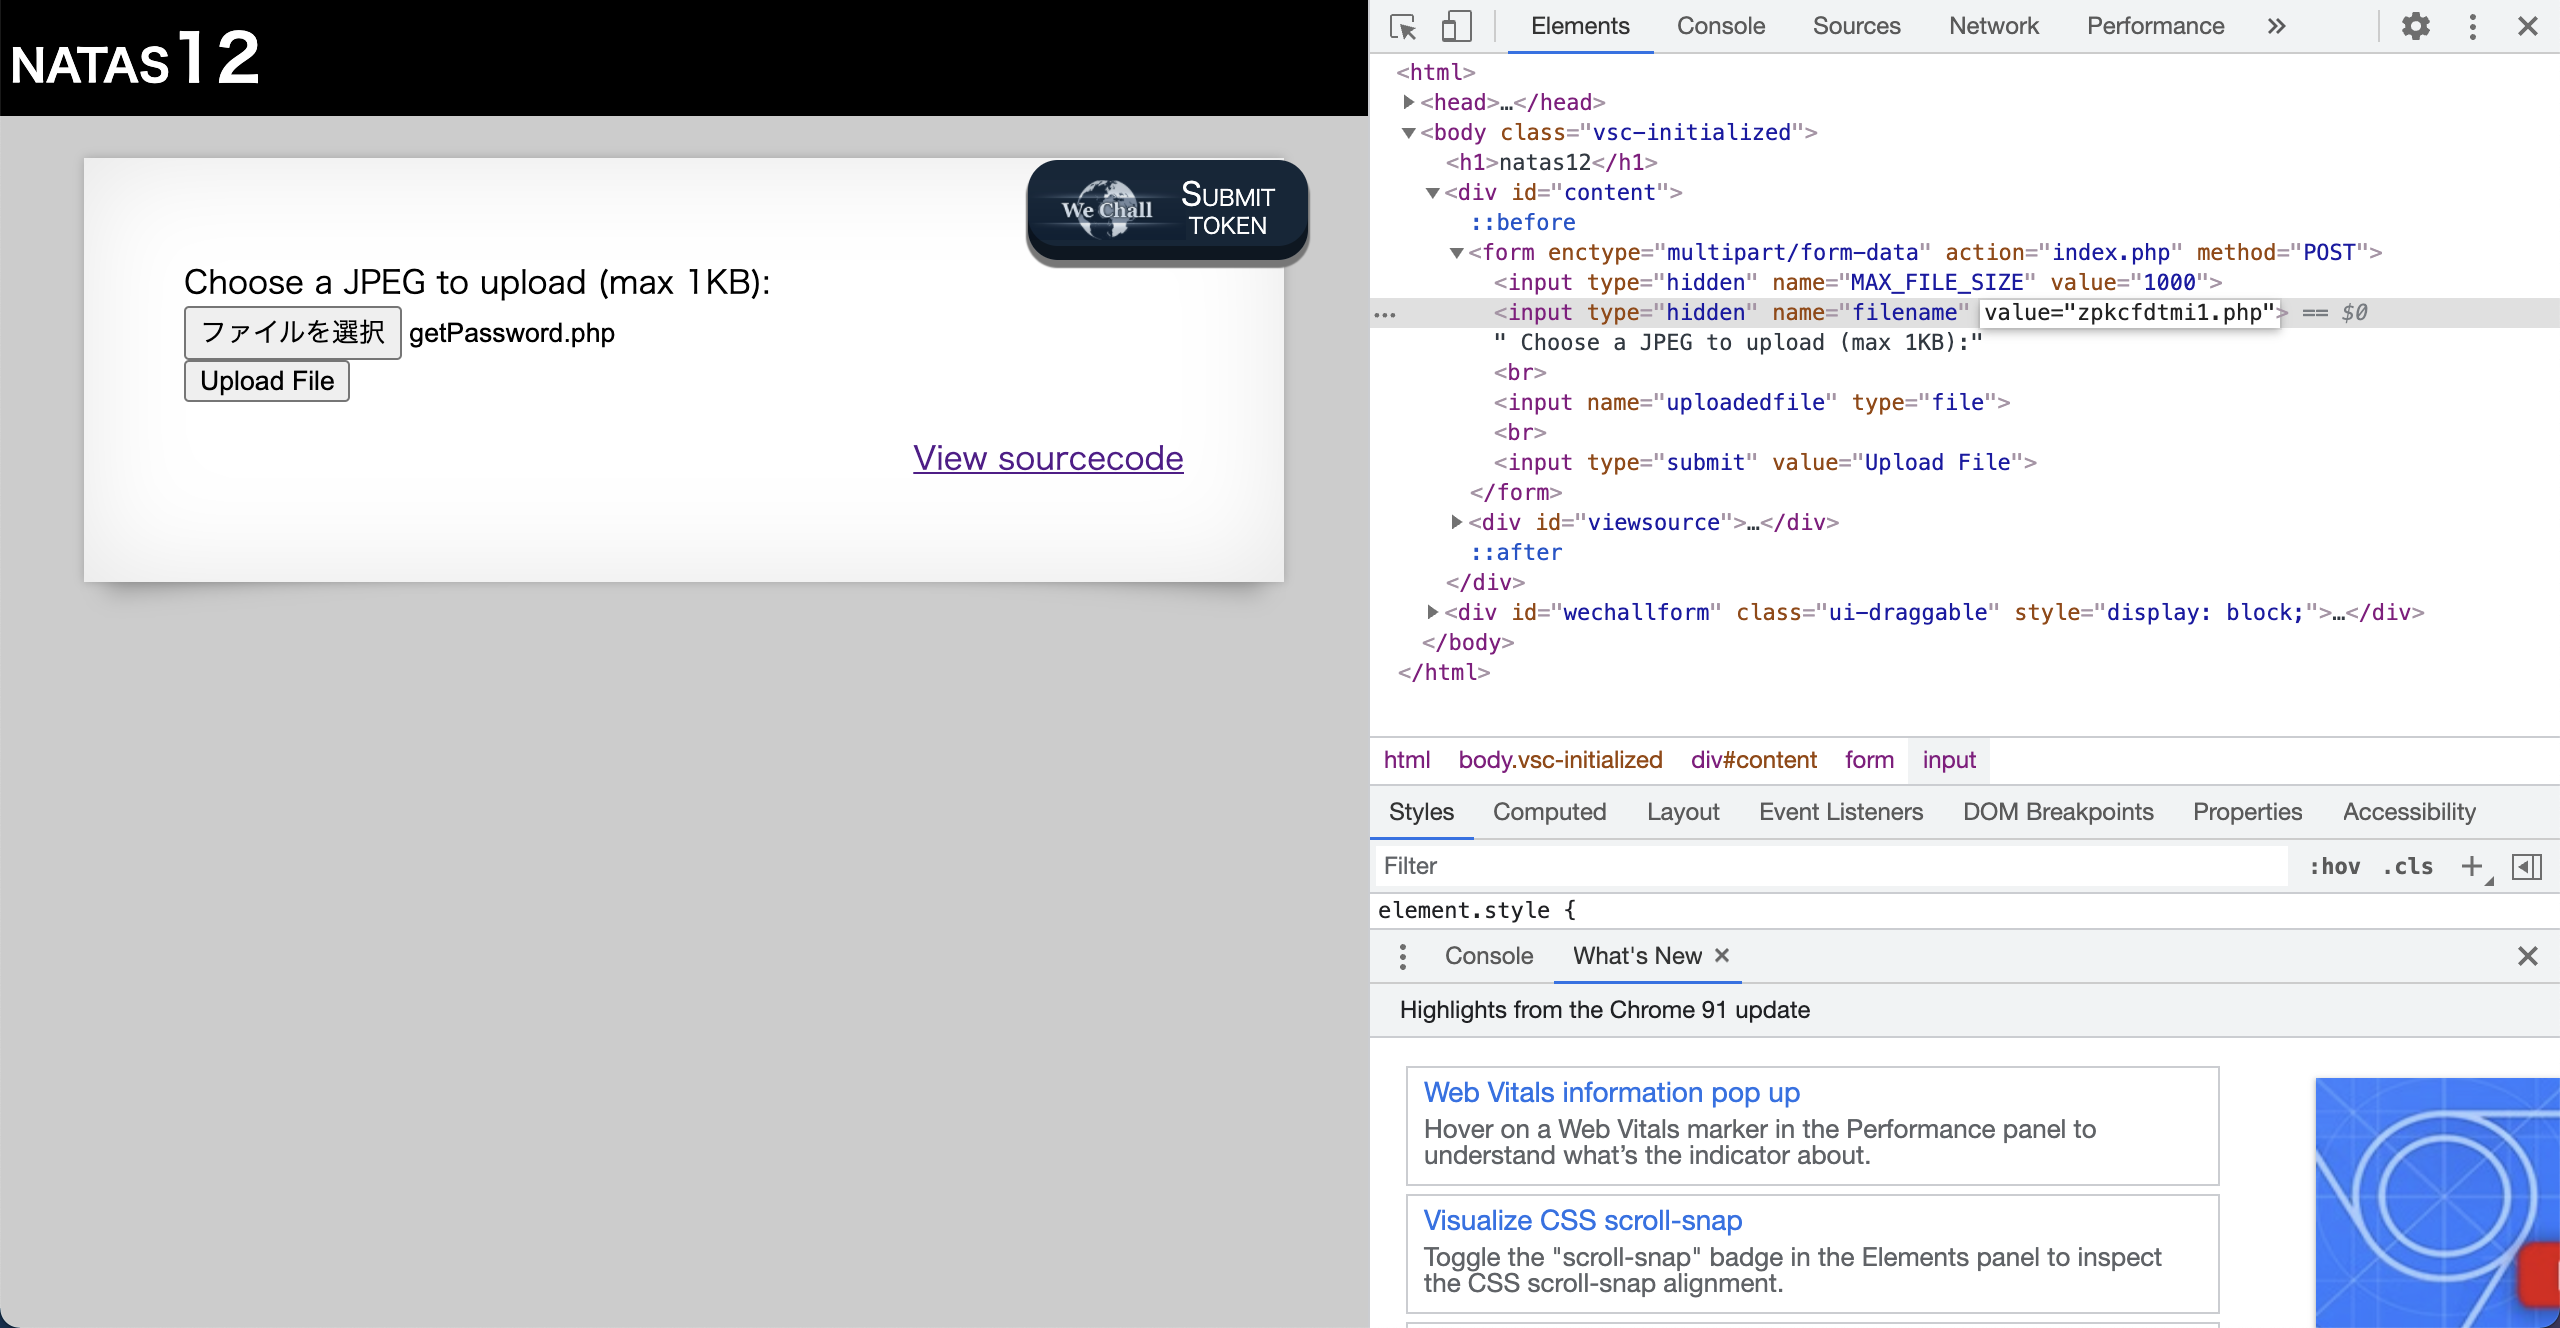 NATAS12
We Chall
SUBMIT
TOKEN
Choose a JPEG to upload (max 1KB):
ファイルを選択 getPassword.php
Upload File
View sourcecode
Elements Console Sources Network Performance »
<html>
<head>…</head>
<body class="vsc-initialized">
<h1>natas12</h1>
<div id="content">
::before
<form enctype="multipart/form-data" action="index.php" method="POST">
<input type="hidden" name="MAX_FILE_SIZE" value="1000">
… <input type="hidden" name="filename" value="zpkcfdtmi1.php"> == $0
" Choose a JPEG to upload (max 1KB):"
<br>
<input name="uploadedfile" type="file">
<br>
<input type="submit" value="Upload File">
</form>
<div id="viewsource">…</div>
::after
</div>
<div id="wechallform" class="ui-draggable" style="display: block;">…</div>
</body>
</html>
html body.vsc-initialized div#content form input
Styles Computed Layout Event Listeners DOM Breakpoints Properties Accessibility
Filter :hov .cls +
element.style {
Console What's New ×
Highlights from the Chrome 91 update
Web Vitals information pop up
Hover on a Web Vitals marker in the Performance panel to
understand what’s the indicator about.
Visualize CSS scroll-snap
Toggle the "scroll-snap" badge in the Elements panel to inspect
the CSS scroll-snap alignment.